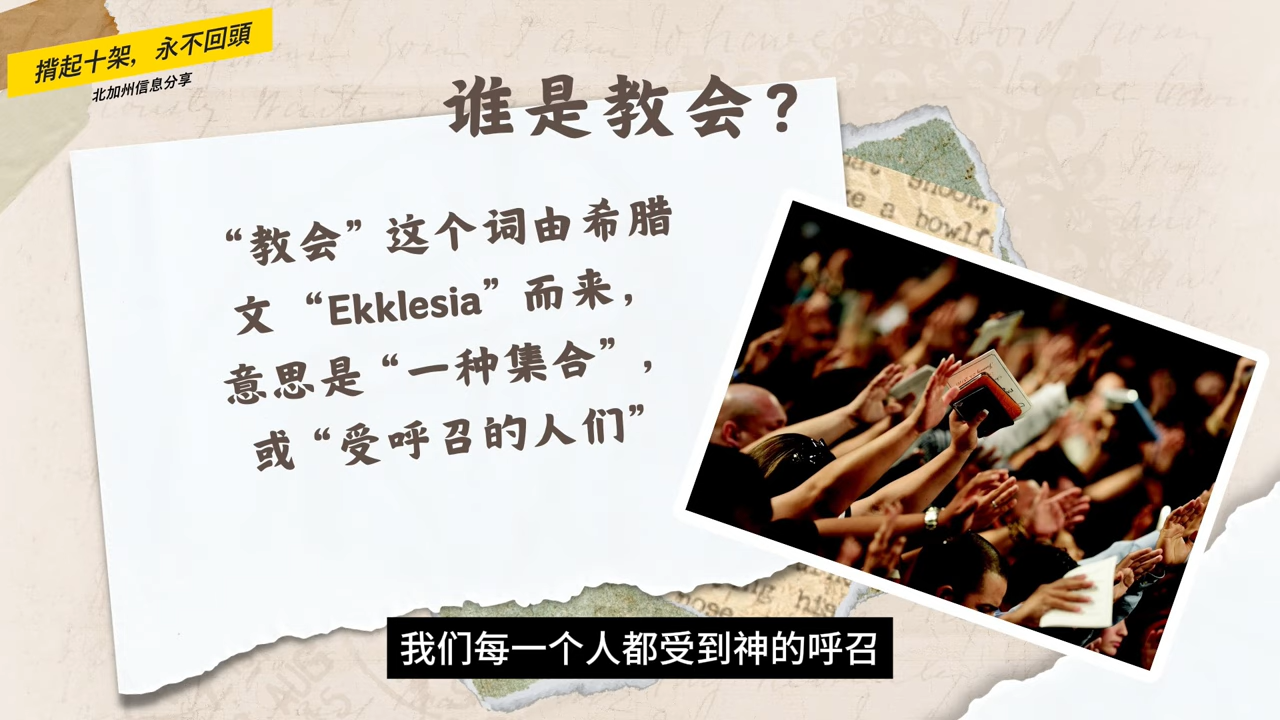 揹起十架，永不回頭
北加州信息分享
谁是教会？
“教会”这个词由希腊
文“Ekklesia”而来，
意思是“一种集合”，
或“受呼召的人们”
我们每一个人都受到神的呼召